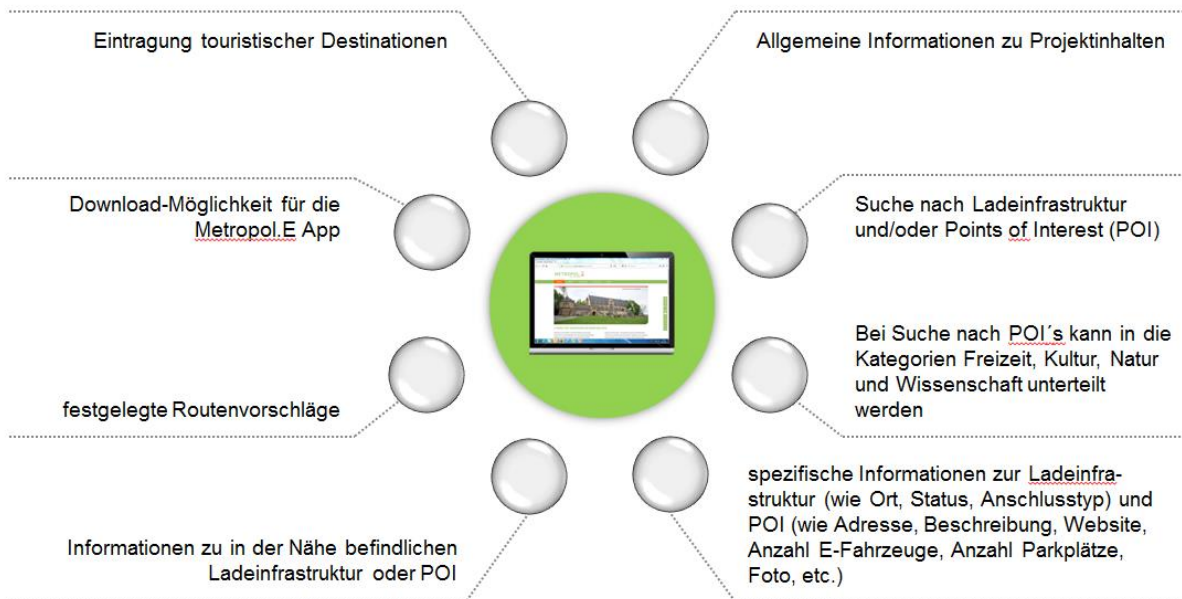 Eintragung touristischer Destinationen
Allgemeine Informationen zu Projektinhalten
Download-Möglichkeit für die
Metropol.E App
Suche nach Ladeinfrastruktur
und/oder Points of Interest (POI)
festgelegte Routenvorschläge
Bei Suche nach POI´s kann in die
Kategorien Freizeit, Kultur, Natur
und Wissenschaft unterteilt
werden
Informationen zu in der Nähe befindlichen
Ladeinfrastruktur oder POI
spezifische Informationen zur Ladeinfra-
struktur (wie Ort, Status, Anschlusstyp) und
POI (wie Adresse, Beschreibung, Website,
Anzahl E-Fahrzeuge, Anzahl Parkplätze,
Foto, etc.)
METROPOL